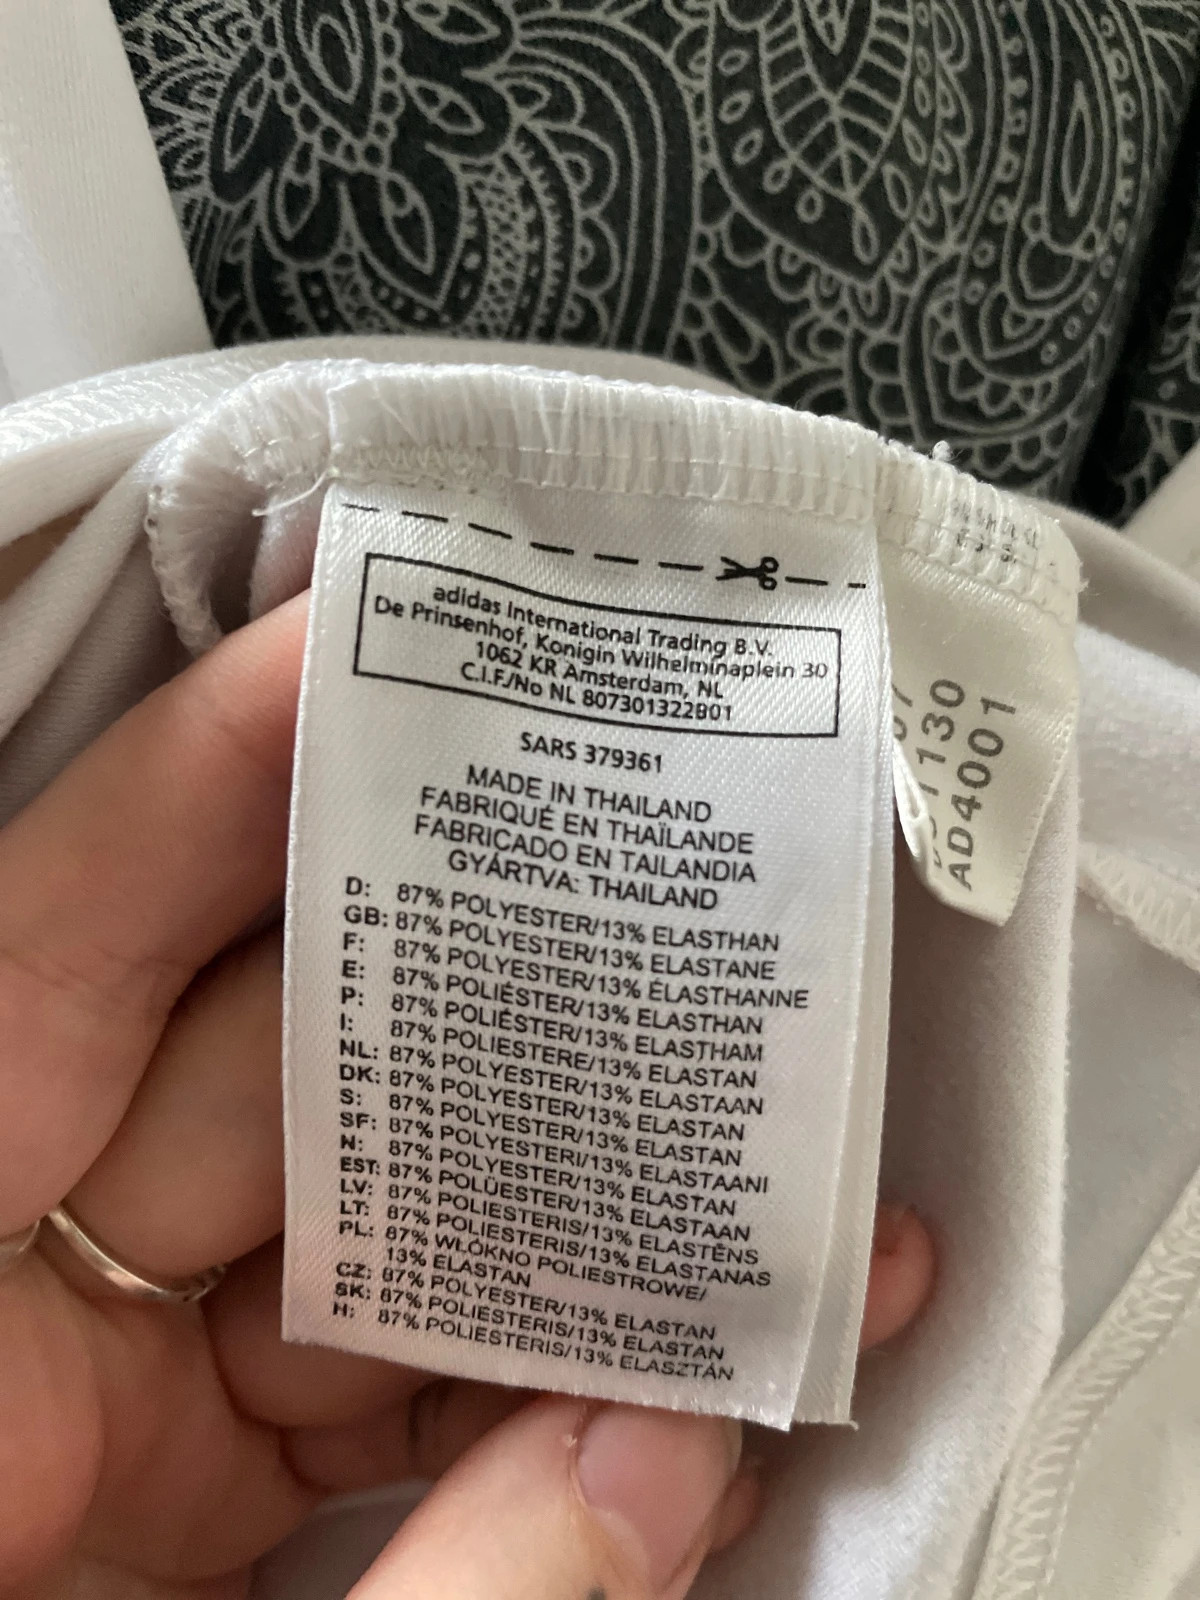 adidas International Trading B.V.
De Prinsenhof, Konigin Wilhelminaplein 30
1062 KR Amsterdam, NL
C.I.F./No NL 807301322B01
SARS 379361
MADE IN THAILAND
FABRIQUÉ EN THAÏLANDE
FABRICADO EN TAILANDIA
GYÁRTVA: THAILAND
D: 87% POLYESTER/13% ELASTHAN
GB: 87% POLYESTER/13% ELASTANE
F: 87% POLYESTER/13% ÉLASTHANNE
E: 87% POLIÉSTER/13% ELASTHAN
P: 87% POLIÉSTER/13% ELASTHAM
I: 87% POLIESTERE/13% ELASTAN
NL: 87% POLYESTER/13% ELASTAAN
DK: 87% POLYESTER/13% ELASTAN
S: 87% POLYESTER/13% ELASTAN
SF: 87% POLYESTERI/13% ELASTAANI
N: 87% POLYESTER/13% ELASTAN
EST: 87% POLÜESTER/13% ELASTAAN
LV: 87% POLIESTERIS/13% ELASTĒNS
LT: 87% POLIESTERIS/13% ELASTANAS
PL: 87% WŁÓKNO POLIESTROWE/
13% ELASTAN
CZ: 87% POLYESTER/13% ELASTAN
SK: 87% POLIESTERIS/13% ELASTAN
H: 87% POLIESTERIS/13% ELASZTÁN
07
1130
AD4001